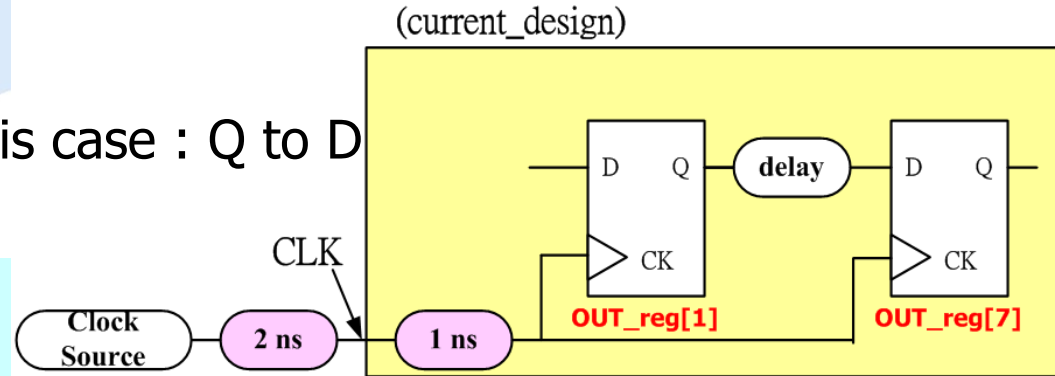 (current_design)
is case : Q to D
D Q delay D Q
CLK
CK CK
OUT_reg[1] OUT_reg[7]
Clock
Source
2 ns
1 ns